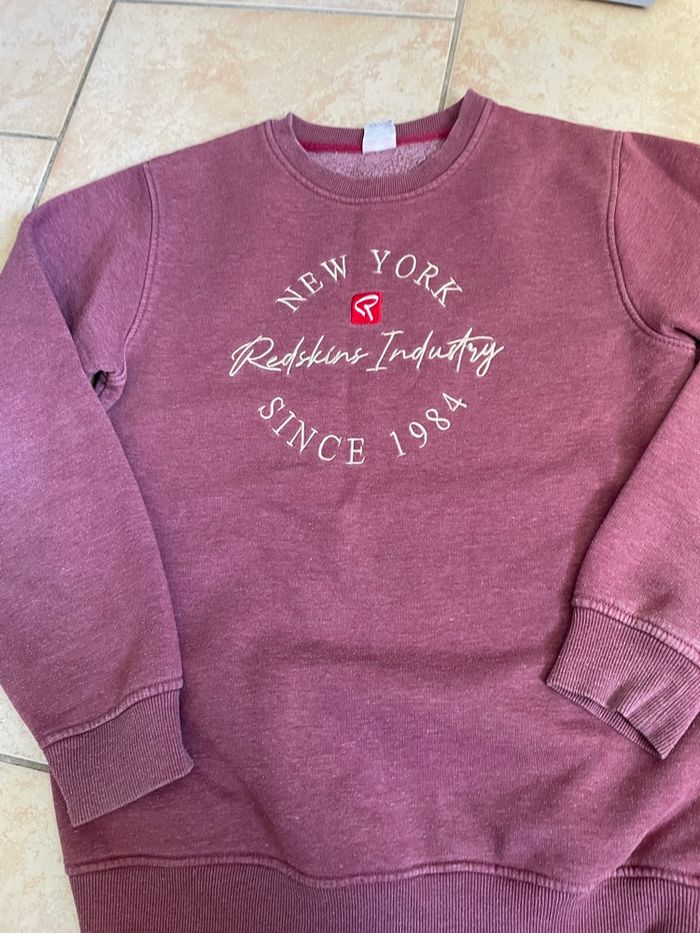 NEW YORK
Redskins Industry
SINCE 1984